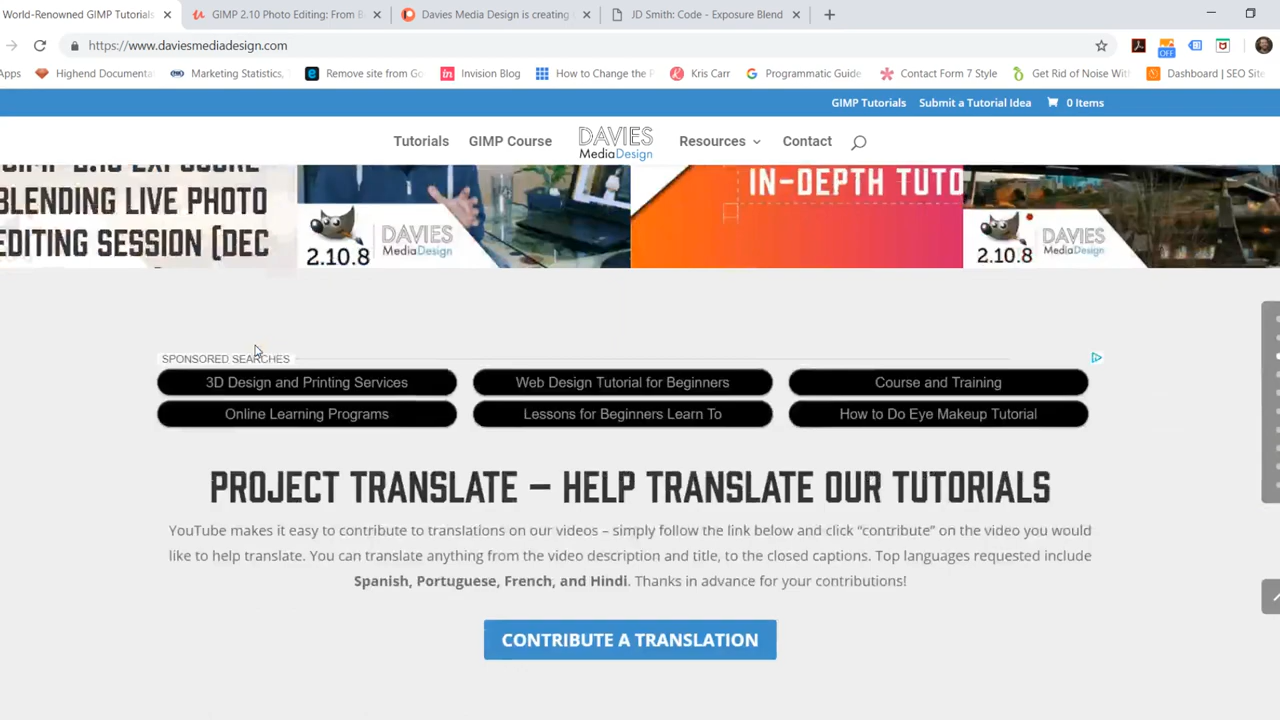 World-Renowned GIMP Tutorials
GIMP 2.10 Photo Editing: From B
Davies Media Design is creating
JD Smith: Code - Exposure Blend
https://www.daviesmediadesign.com
Apps
Highend Documenta
Marketing Statistics,
Remove site from Go
Invision Blog
How to Change the P
Kris Carr
Programmatic Guide
Contact Form 7 Style
Get Rid of Noise With
Dashboard | SEO Site
OFF
GIMP Tutorials
Submit a Tutorial Idea
0 Items
Tutorials
GIMP Course
DAVIES
MediaDesign
Resources
Contact
GIMP 2.10 EXPOSURE
BLENDING LIVE PHOTO
EDITING SESSION (DEC
2.10.8
DAVIES
MediaDesign
IN-DEPTH TUTO
2.10.8
DAVIES
MediaDesign
SPONSORED SEARCHES
3D Design and Printing Services
Web Design Tutorial for Beginners
Course and Training
Online Learning Programs
Lessons for Beginners Learn To
How to Do Eye Makeup Tutorial
PROJECT TRANSLATE – HELP TRANSLATE OUR TUTORIALS
YouTube makes it easy to contribute to translations on our videos – simply follow the link below and click “contribute” on the video you would
like to help translate. You can translate anything from the video description and title, to the closed captions. Top languages requested include
Spanish, Portuguese, French, and Hindi. Thanks in advance for your contributions!
CONTRIBUTE A TRANSLATION